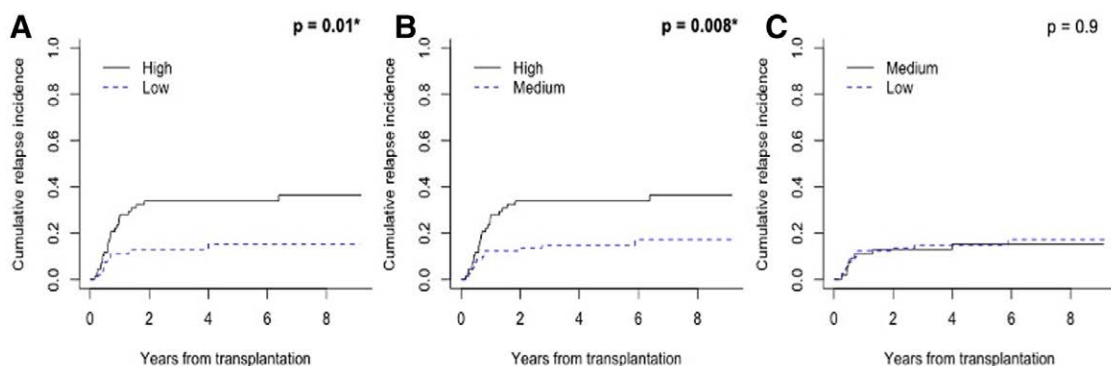 A
p = 0.01*
Cumulative relapse incidence
1.0
0.8
0.6
0.4
0.2
0.0
High
Low
0 2 4 6 8
Years from transplantation
B
p = 0.008*
Cumulative relapse incidence
1.0
0.8
0.6
0.4
0.2
0.0
High
Medium
0 2 4 6 8
Years from transplantation
C
p = 0.9
Cumulative relapse incidence
1.0
0.8
0.6
0.4
0.2
0.0
Medium
Low
0 2 4 6 8
Years from transplantation